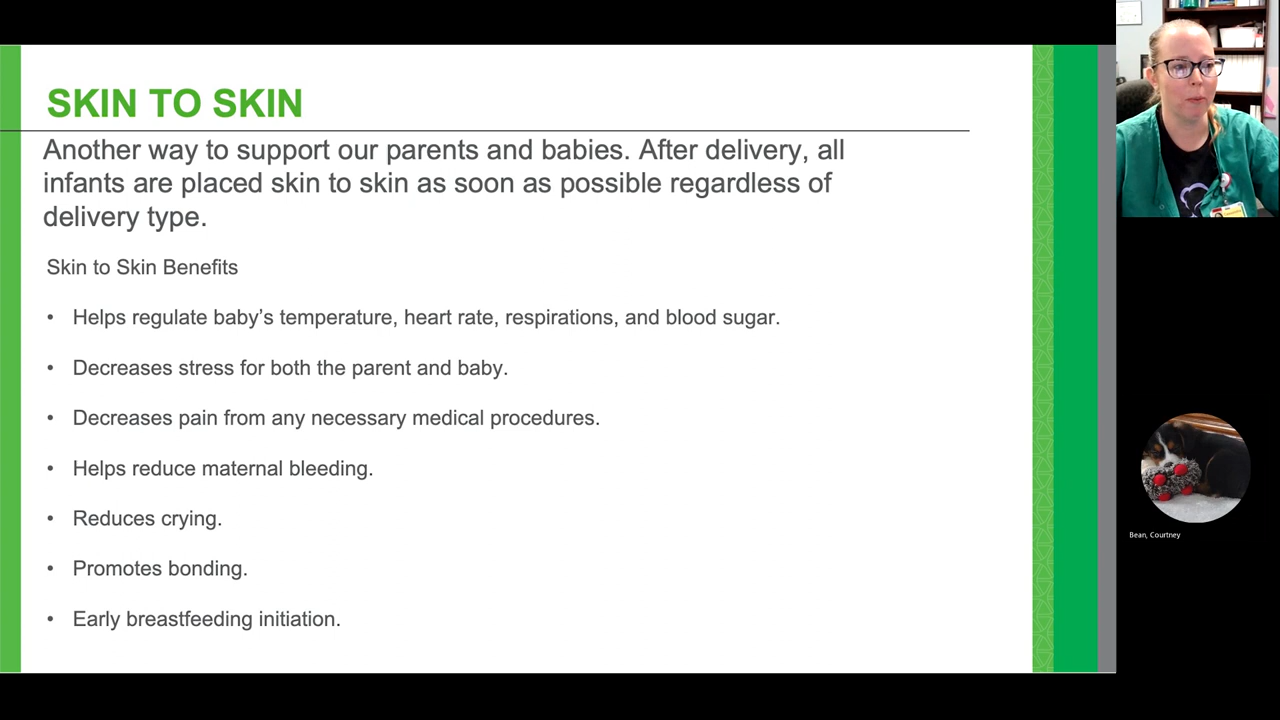 SKIN TO SKIN
Another way to support our parents and babies. After delivery, all
infants are placed skin to skin as soon as possible regardless of
delivery type.
Skin to Skin Benefits
• Helps regulate baby's temperature, heart rate, respirations, and blood sugar.
• Decreases stress for both the parent and baby.
• Decreases pain from any necessary medical procedures.
• Helps reduce maternal bleeding.
• Reduces crying.
• Promotes bonding.
• Early breastfeeding initiation.
Bean, Courtney